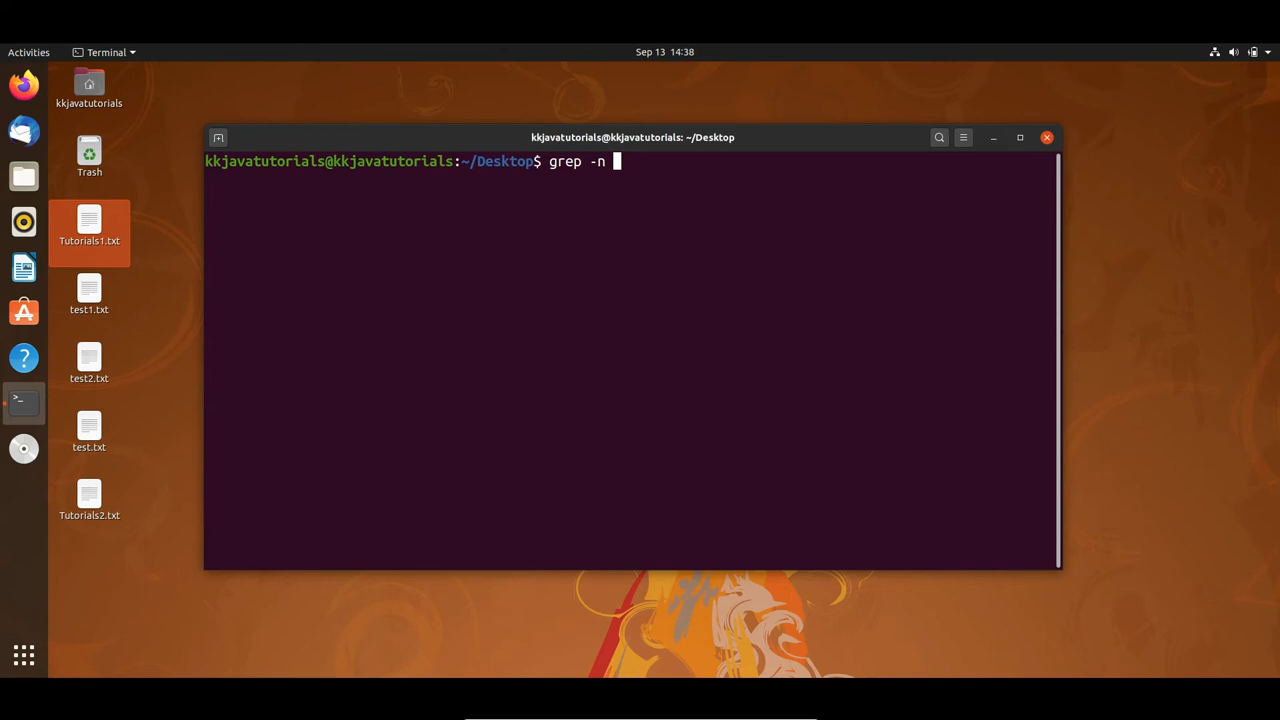 Activities
Terminal
Sep 13 14:38
kkjavatutorials
Trash
Tutorials1.txt
test1.txt
test2.txt
test.txt
Tutorials2.txt
kkjavatutorials@kkjavatutorials: ~/Desktop
kkjavatutorials@kkjavatutorials:~/Desktop$ grep -n